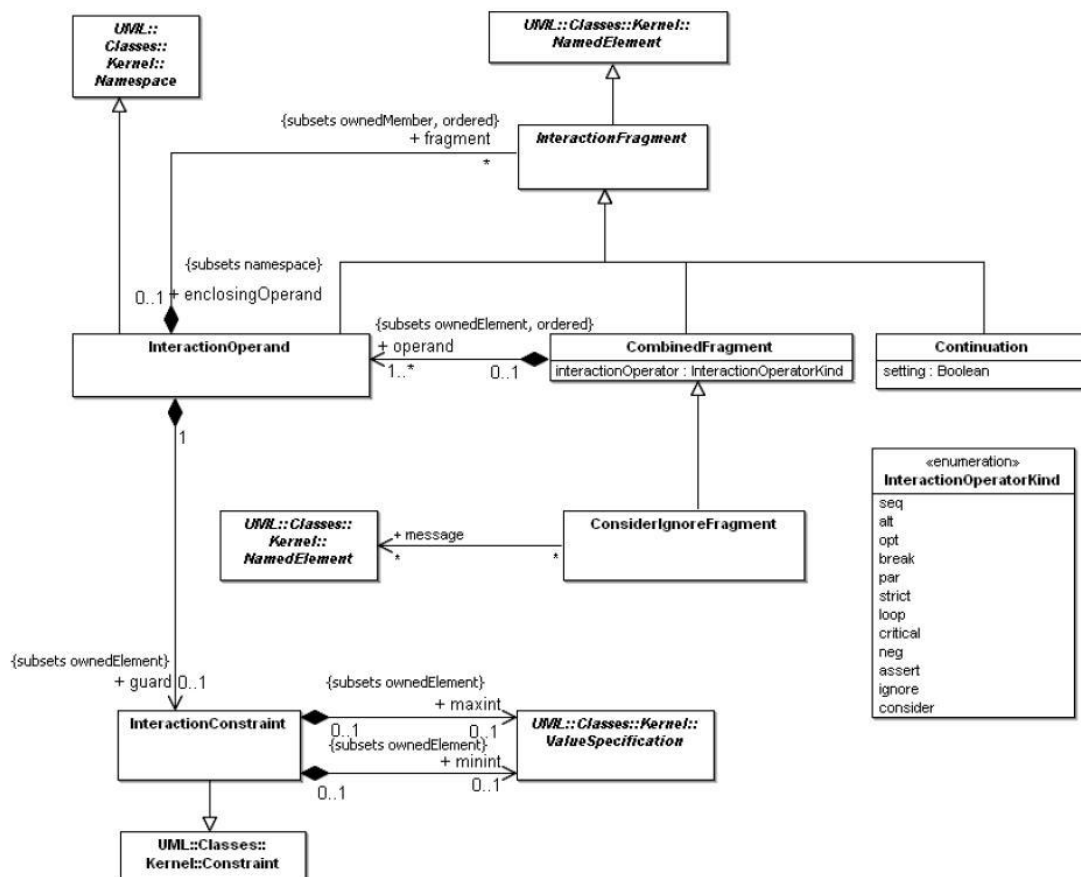 UML::
Classes::
Kernel::
Namespace
UML::Classes::Kernel::
NamedElement
{subsets ownedMember, ordered}
+ fragment
*
InteractionFragment
{subsets namespace}
0..1
+ enclosingOperand
InteractionOperand
{subsets ownedElement, ordered}
+ operand
1..*
0..1
CombinedFragment
interactionOperator : InteractionOperatorKind
Continuation
setting : Boolean
1
«enumeration»
InteractionOperatorKind
seq
alt
opt
break
par
strict
loop
critical
neg
assert
ignore
consider
UML::Classes::
Kernel::
NamedElement
+ message
*
*
ConsiderIgnoreFragment
{subsets ownedElement}
+ guard 0..1
InteractionConstraint
{subsets ownedElement}
+ maxint
0..1
0..1
{subsets ownedElement}
+ minint
0..1
0..1
UML::Classes::Kernel::
ValueSpecification
UML::Classes::
Kernel::Constraint